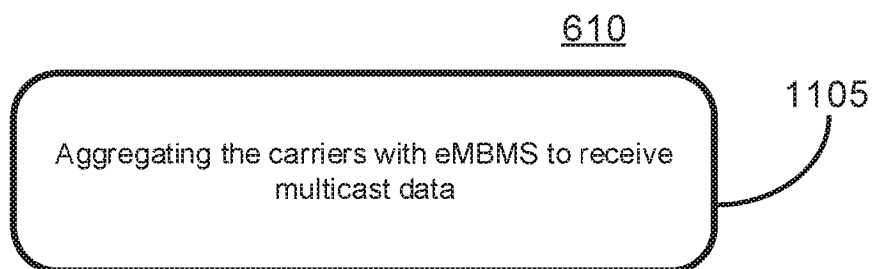 610
1105
Aggregating the carriers with eMBMS to receive
multicast data